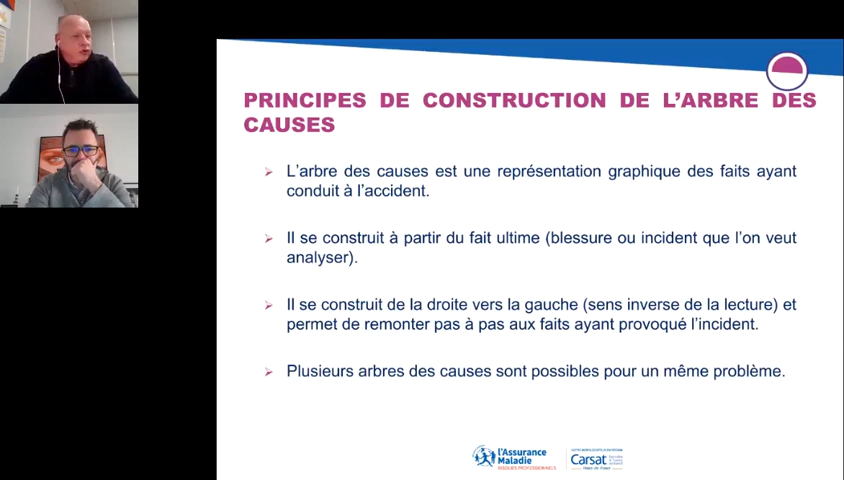 PRINCIPES DE CONSTRUCTION DE L’ARBRE DES
CAUSES
L’arbre des causes est une représentation graphique des faits ayant
conduit à l’accident.
Il se construit à partir du fait ultime (blessure ou incident que l’on veut
analyser).
Il se construit de la droite vers la gauche (sens inverse de la lecture) et
permet de remonter pas à pas aux faits ayant provoqué l’incident.
Plusieurs arbres des causes sont possibles pour un même problème.
l’Assurance
Maladie
RISQUES PROFESSIONNELS
Carsat